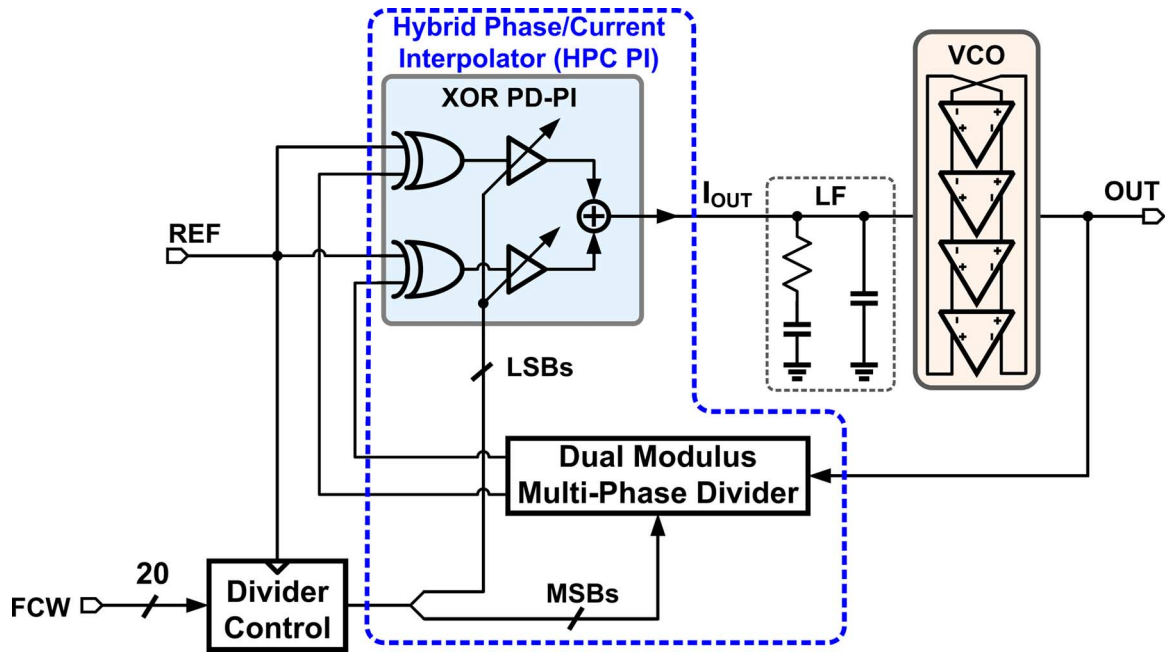 Hybrid Phase/Current
Interpolator (HPC PI)
XOR PD-PI
VCO
REF
I_OUT
LF
OUT
LSBs
Dual Modulus
Multi-Phase Divider
FCW
20
Divider
Control
MSBs